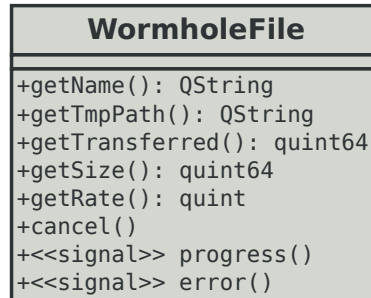 WormholeFile
+getName(): QString
+getTmpPath(): QString
+getTransferred(): quint64
+getSize(): quint64
+getRate(): quint
+cancel()
+<<signal>> progress()
+<<signal>> error()